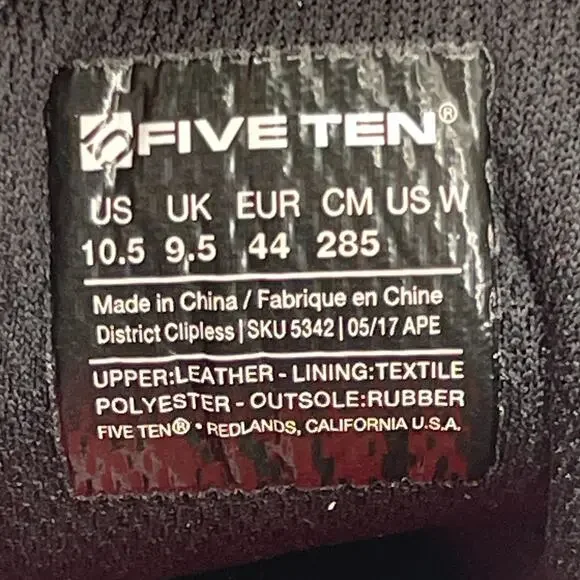 FIVE TEN®
US UK EUR CM US W
10.5 9.5 44 285
Made in China / Fabrique en Chine
District Clipless | SKU 5342 | 05/17 APE
UPPER:LEATHER - LINING:TEXTILE
POLYESTER - OUTSOLE:RUBBER
FIVE TEN® • REDLANDS, CALIFORNIA U.S.A.